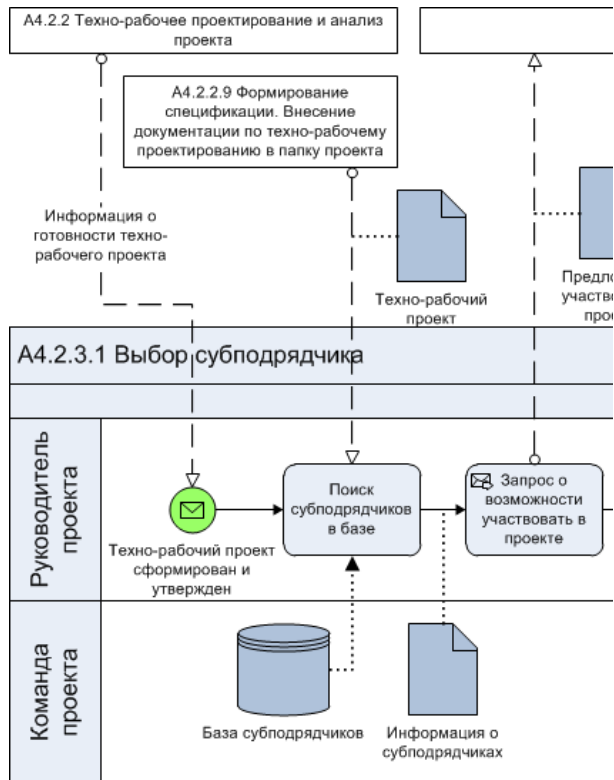 А4.2.2 Техно-рабочее проектирование и анализ
проекта
А4.2.2.9 Формирование
спецификации. Внесение
документации по техно-рабочему
проектированию в папку проекта
Информация о
готовности техно-
рабочего проекта
Техно-рабочий
проект
А4.2.3.1 Выбор субподрядчика
Руководитель
проекта
Техно-рабочий проект
сформирован и
утвержден
Поиск
субподрядчиков
в базе
Запрос о
возможности
участвовать в
проекте
Команда
проекта
База субподрядчиков
Информация о
субподрядчиках